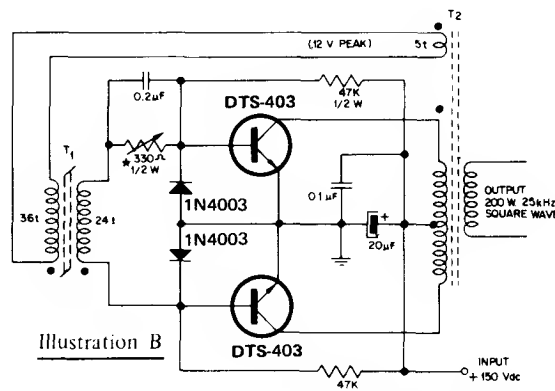 T2
(.12 V PEAK)
5t
0.2µF
DTS-403
47K
1/2 W
★ 330Ω
1/2 W
T1
1N4003
0.1µF
36t
24t
1N4003
+
20µF
OUTPUT
200 W. 25kHz
SQUARE WAVE
Illustration B
DTS-403
47K
INPUT
+ 150 Vdc